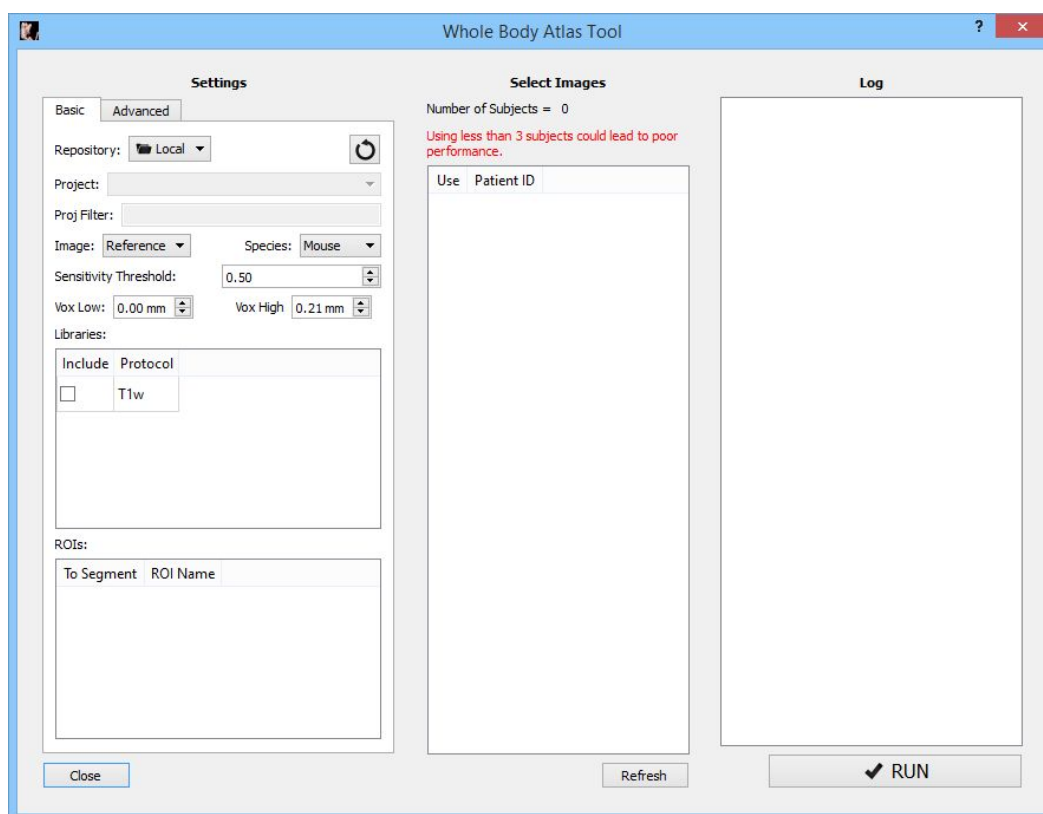 Whole Body Atlas Tool
?
Settings
Basic Advanced
Repository: Local
Project:
Proj Filter:
Image: Reference Species: Mouse
Sensitivity Threshold: 0.50
Vox Low: 0.00 mm Vox High 0.21 mm
Libraries:
Include Protocol
T1w
ROIs:
To Segment ROI Name
Close
Select Images
Number of Subjects = 0
Using less than 3 subjects could lead to poor
performance.
Use Patient ID
Refresh
Log
RUN